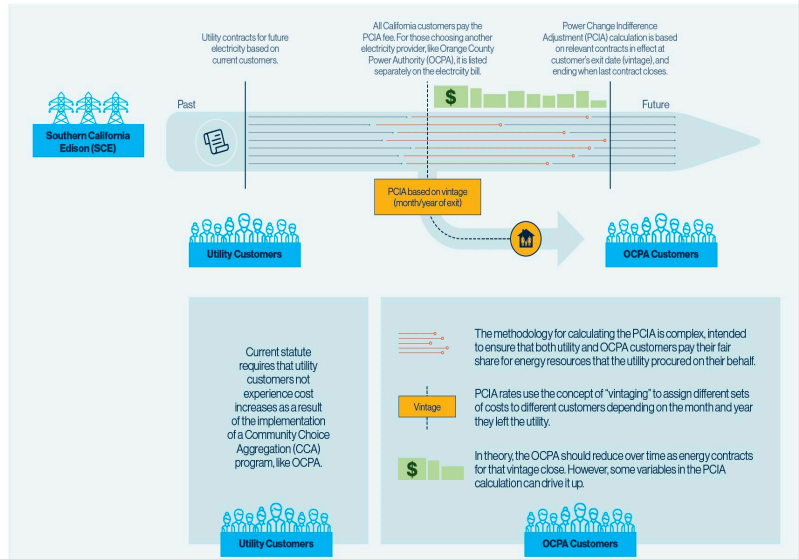 Utility contracts for future
electricity based on
current customers.
All California customers pay the
PCIA fee. For those choosing another
electricity provider, like Orange County
Power Authority (OCPA), it is listed
separately on the electrcity bill.
Power Change Indifference
Adjustment (PCIA) calculation is based
on relevant contracts in effect at
customer's exit date (vintage), and
ending when last contract closes.
Past
$
Future
Southern California
Edison (SCE)
PCIA based on vintage
(month/year of exit)
Utility Customers
OCPA Customers
Current statute
requires that utility
customers not
experience cost
increases as a result
of the implementation
of a Community Choice
Aggregation (CCA)
program, like OCPA.
Utility Customers
The methodology for calculating the PCIA is complex, intended
to ensure that both utility and OCPA customers pay their fair
share for energy resources that the utility procured on their behalf.
Vintage
PCIA rates use the concept of "vintaging" to assign different sets
of costs to different customers depending on the month and year
they left the utility.
$
In theory, the OCPA should reduce over time as energy contracts
for that vintage close. However, some variables in the PCIA
calculation can drive it up.
OCPA Customers